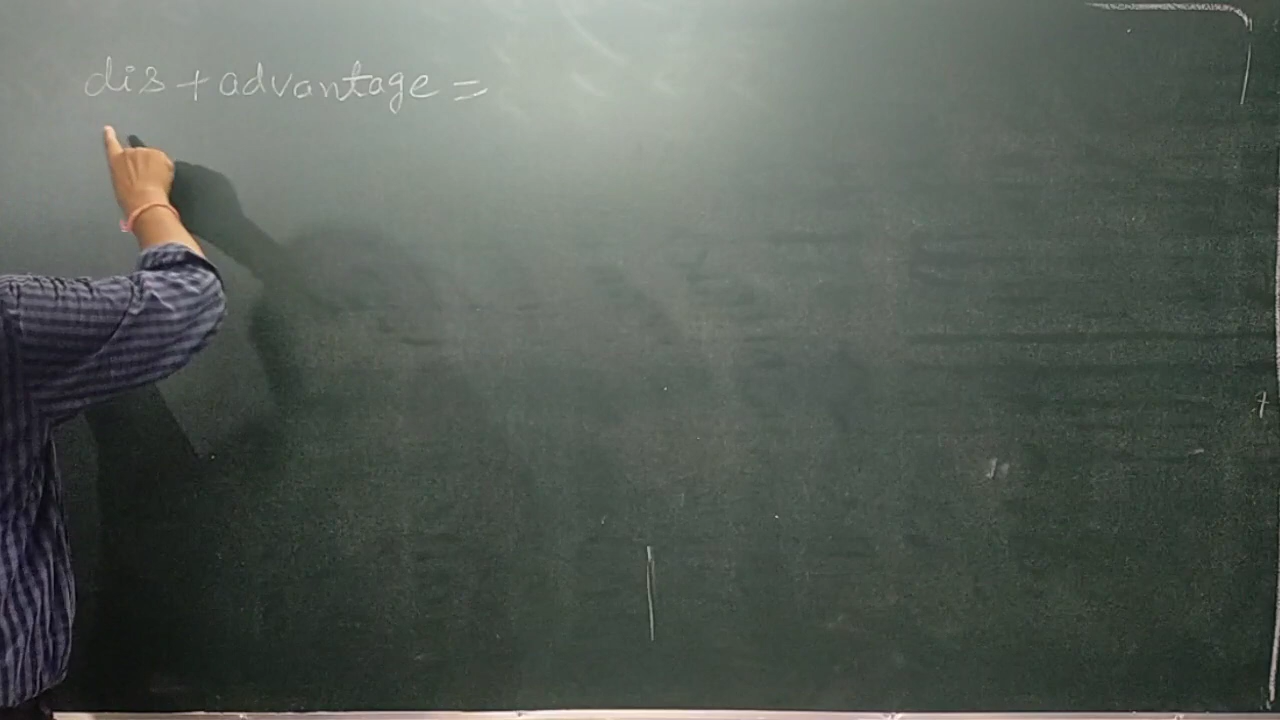 dis + advantage =